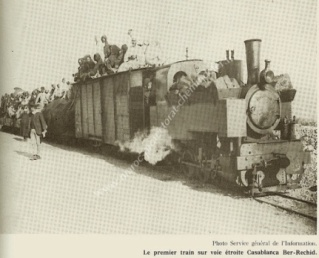 Photo Service général de l'Information.
Le premier train sur voie étroite Casablanca Ber-Rechid.